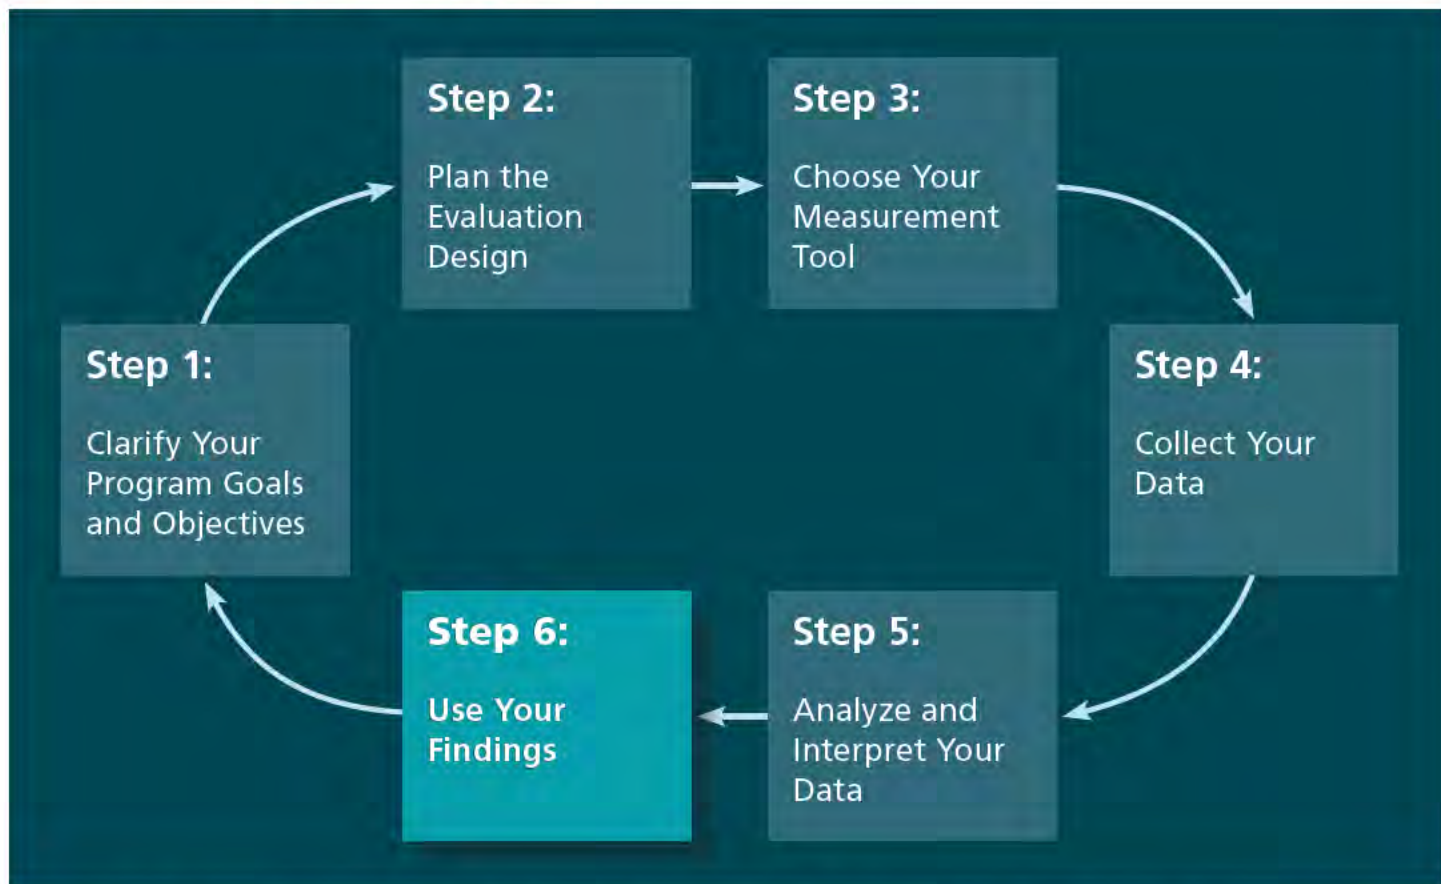 Step 1:
Clarify Your
Program Goals
and Objectives
Step 2:
Plan the
Evaluation
Design
Step 3:
Choose Your
Measurement
Tool
Step 4:
Collect Your
Data
Step 5:
Analyze and
Interpret Your
Data
Step 6:
Use Your
Findings